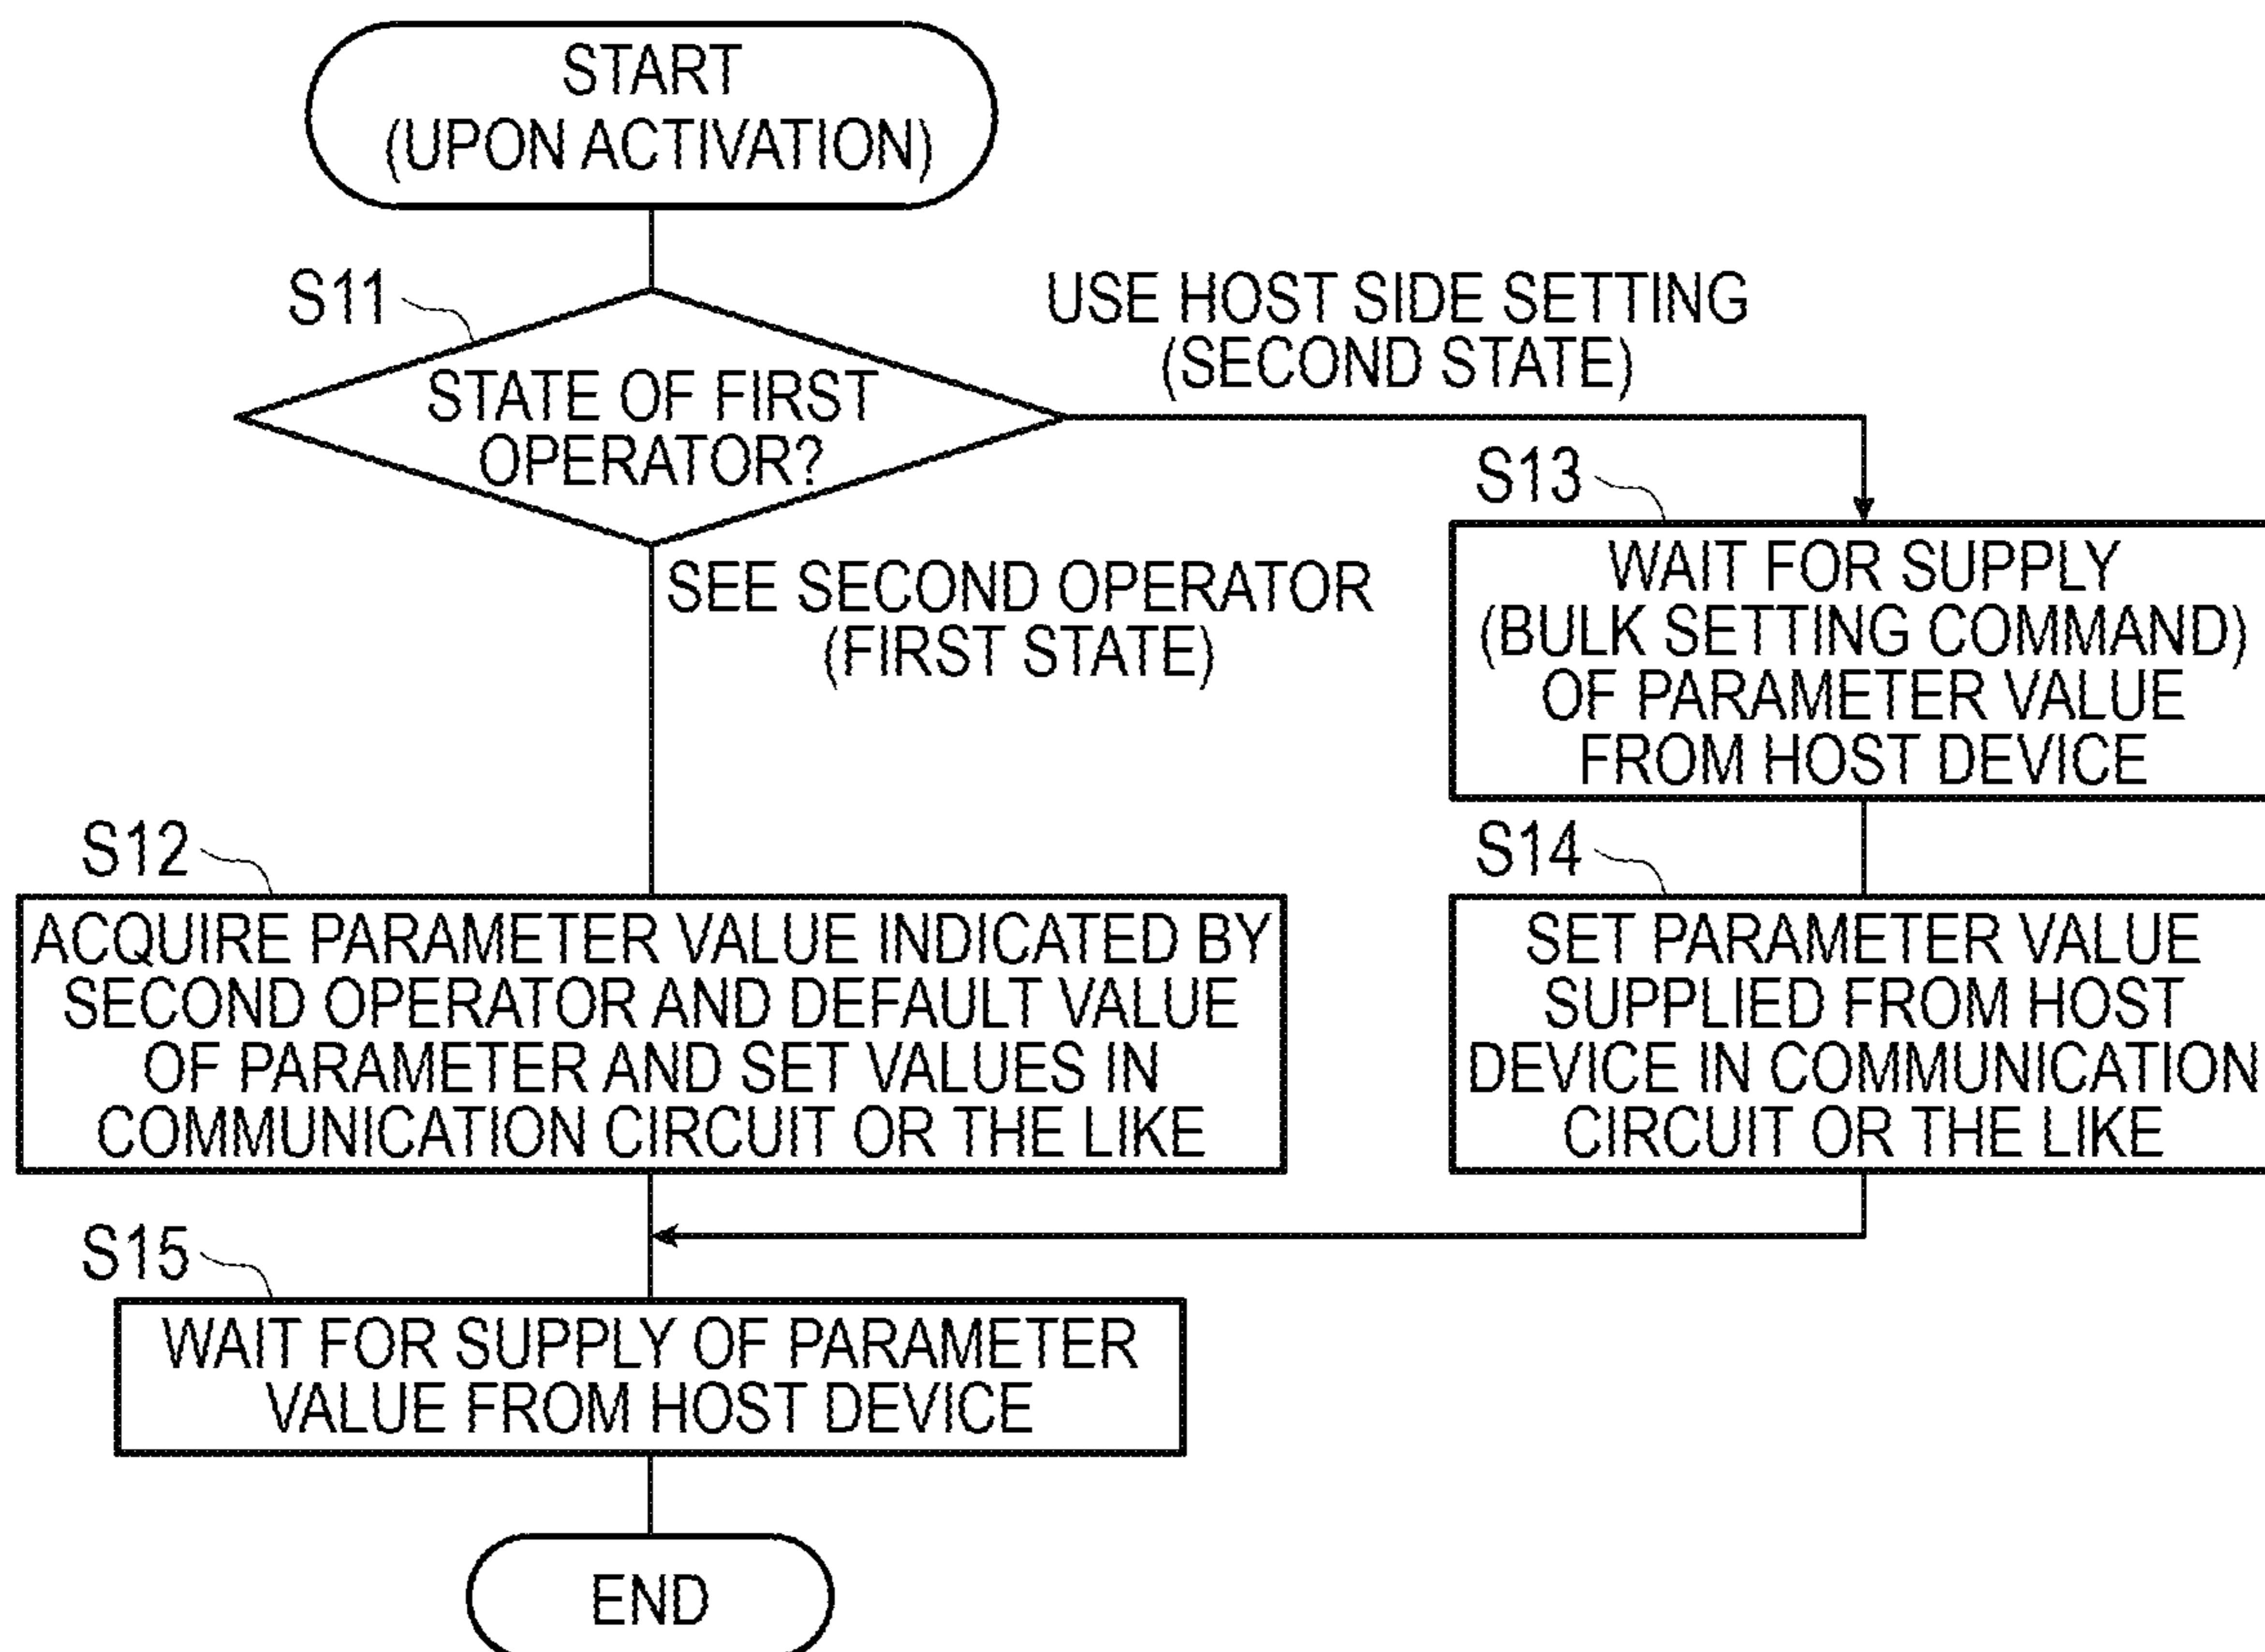 START
(UPON ACTIVATION)
S11
STATE OF FIRST
OPERATOR?
USE HOST SIDE SETTING
(SECOND STATE)
SEE SECOND OPERATOR
(FIRST STATE)
S13
WAIT FOR SUPPLY
(BULK SETTING COMMAND)
OF PARAMETER VALUE
FROM HOST DEVICE
S12
ACQUIRE PARAMETER VALUE INDICATED BY
SECOND OPERATOR AND DEFAULT VALUE
OF PARAMETER AND SET VALUES IN
COMMUNICATION CIRCUIT OR THE LIKE
S14
SET PARAMETER VALUE
SUPPLIED FROM HOST
DEVICE IN COMMUNICATION
CIRCUIT OR THE LIKE
S15
WAIT FOR SUPPLY OF PARAMETER
VALUE FROM HOST DEVICE
END